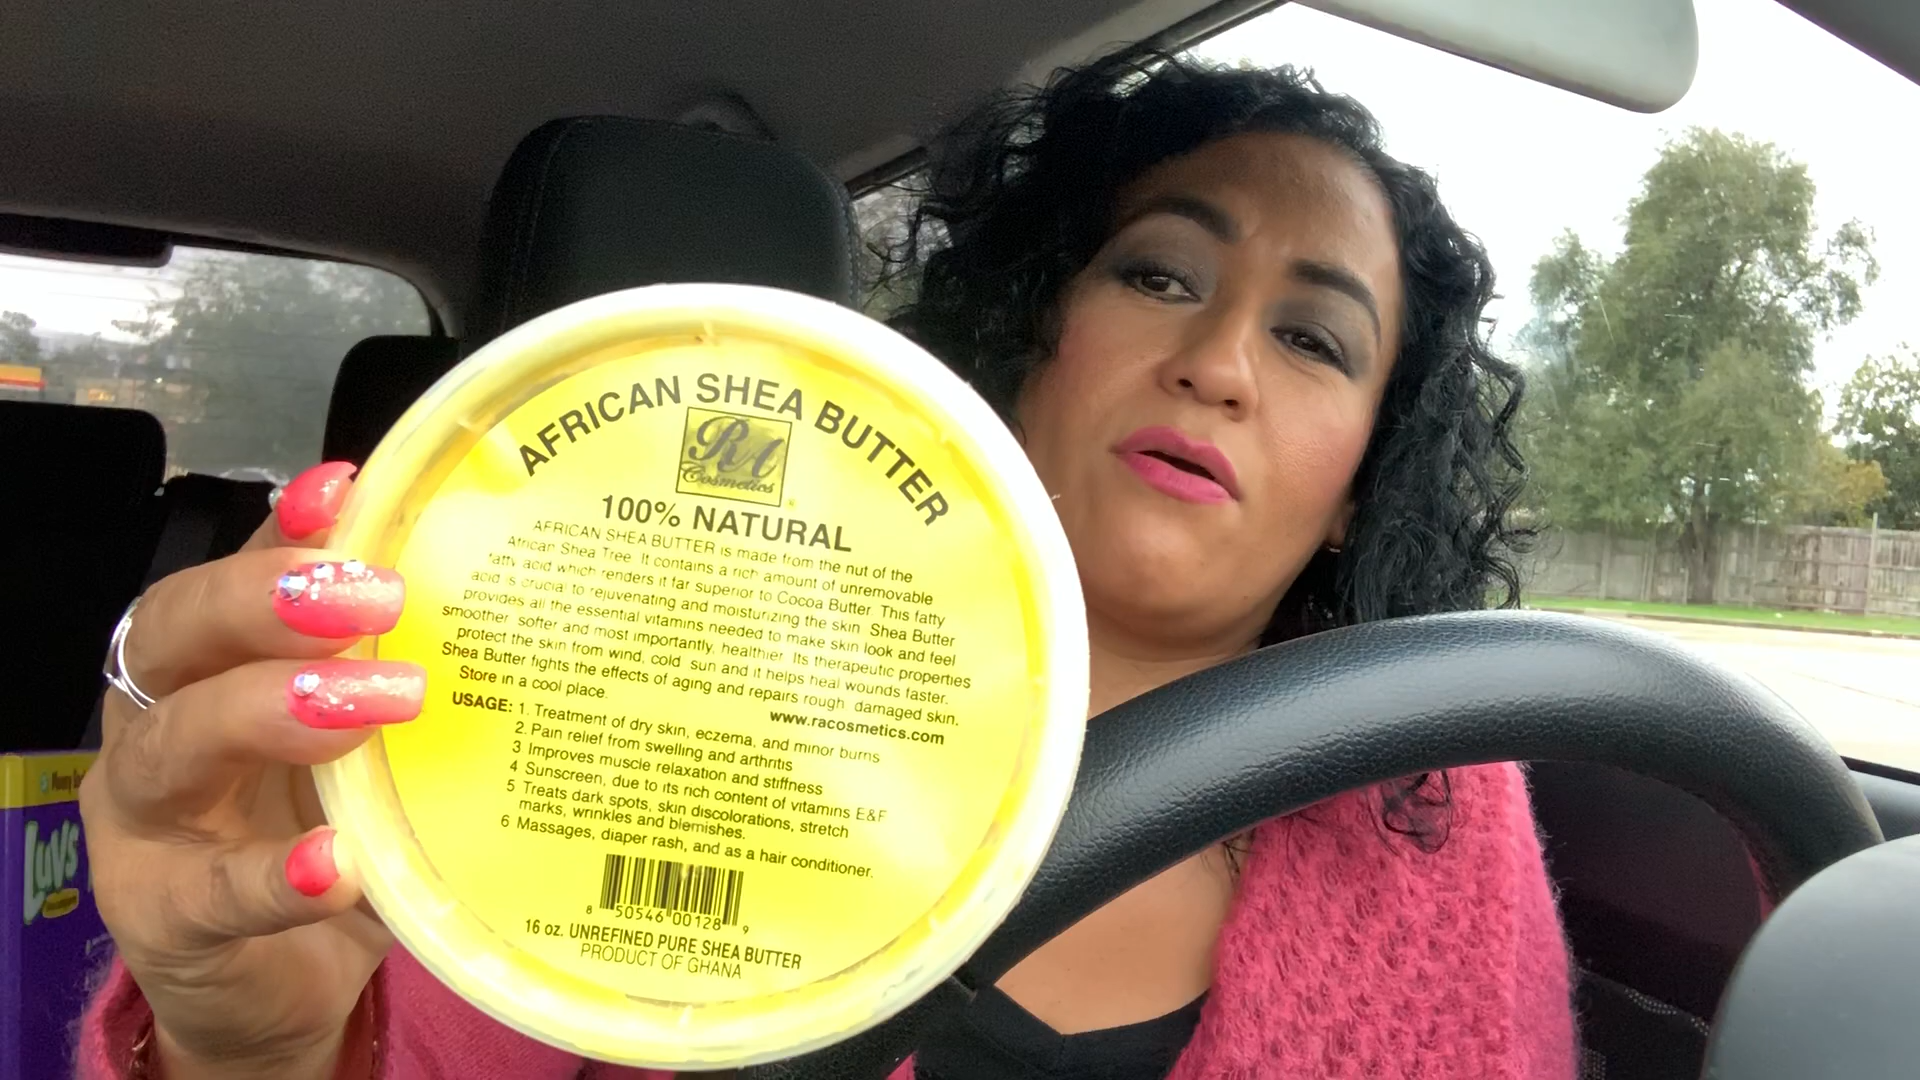 AFRICAN SHEA BUTTER
RA
Cosmetics
100% NATURAL
AFRICAN SHEA BUTTER is made from the nut of the
African Shea Tree. It contains a rich amount of unremovable
fatty acid which renders it far superior to Cocoa Butter. This fatty
acid is crucial to rejuvenating and moisturizing the skin. Shea Butter
provides all the essential vitamins needed to make skin look and feel
smoother, softer and most importantly, healthier. Its therapeutic properties
protect the skin from wind, cold, sun and it helps heal wounds faster.
Shea Butter fights the effects of aging and repairs rough, damaged skin.
Store in a cool place.
www.racosmetics.com
USAGE: 1. Treatment of dry skin, eczema, and minor burns
2. Pain relief from swelling and arthritis
3 Improves muscle relaxation and stiffness
4 Sunscreen, due to its rich content of vitamins E&F
5 Treats dark spots, skin discolorations, stretch
marks, wrinkles and blemishes.
6 Massages, diaper rash, and as a hair conditioner.
8 50546 00128 9
16 oz. UNREFINED PURE SHEA BUTTER
PRODUCT OF GHANA
Luvs